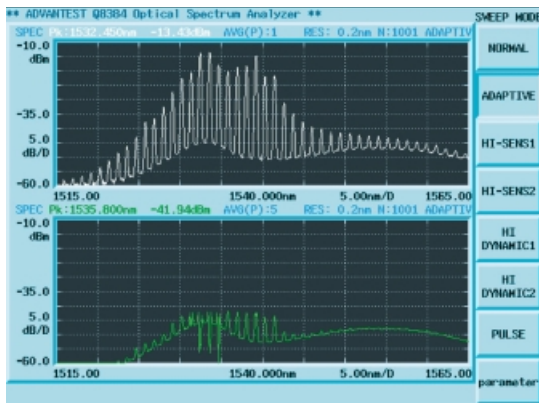 ** ADVANTEST Q8384 Optical Spectrum Analyzer **
SWEEP MODE
SPEC Pk:1532.450nm -13.43dBm AVG(P):1 RES: 0.2nm N:1001 ADAPTIV
-10.0
dBm
-35.0
5.0
dB/D
-60.0
1515.00 1540.000nm 5.00nm/D 1565.00
SPEC Pk:1535.800nm -41.94dBm AVG(P):5 RES: 0.2nm N:1001 ADAPTIV
-10.0
dBm
-35.0
5.0
dB/D
-60.0
1515.00 1540.000nm 5.00nm/D 1565.00
NORMAL
ADAPTIVE
HI-SENS1
HI-SENS2
HI
DYNAMIC1
HI
DYNAMIC2
PULSE
parameter